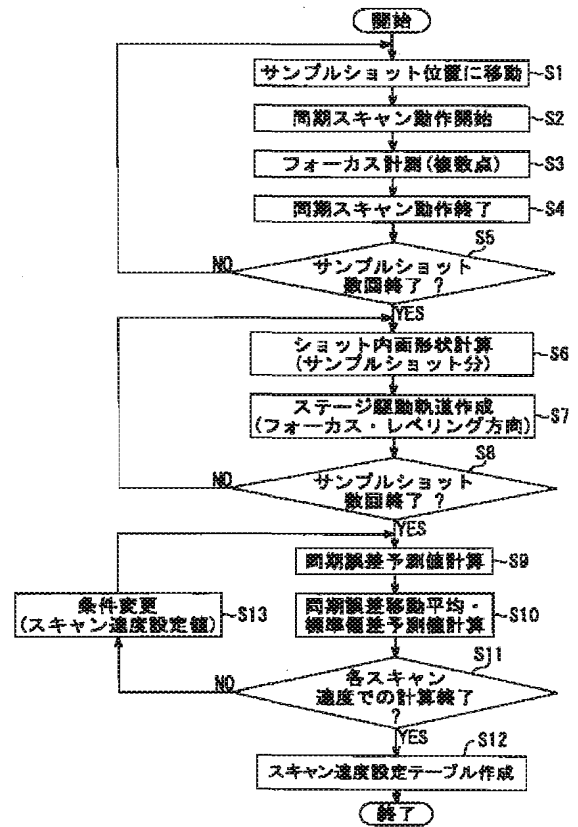 開始
サンプルショット位置に移動
S1
同期スキャン動作開始
S2
フォーカス計測(複数点)
S3
同期スキャン動作終了
S4
S5
サンプルショット
数回終了 ?
NO
YES
ショット内面形状計算
(サンプルショット分)
S6
ステージ駆動軌道作成
(フォーカス・レベリング方向)
S7
S8
サンプルショット
数回終了 ?
NO
YES
同期誤差予測値計算
S9
条件変更
(スキャン速度設定値)
S13
同期誤差移動平均・
標準偏差予測値計算
S10
S11
各スキャン
速度での計算終了
?
NO
YES
S12
スキャン速度設定テーブル作成
終了